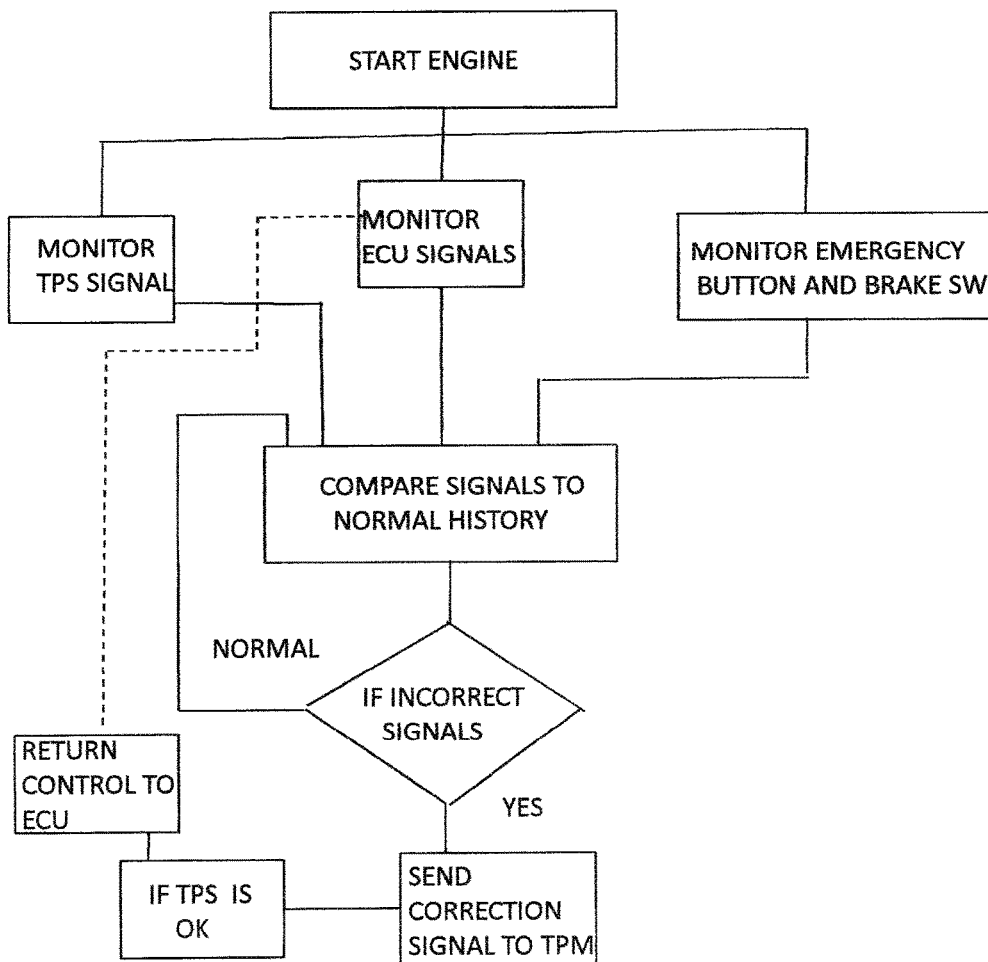 START ENGINE
MONITOR
TPS SIGNAL
MONITOR
ECU SIGNALS
MONITOR EMERGENCY
BUTTON AND BRAKE SW
COMPARE SIGNALS TO
NORMAL HISTORY
NORMAL
IF INCORRECT
SIGNALS
YES
RETURN
CONTROL TO
ECU
IF TPS IS
OK
SEND
CORRECTION
SIGNAL TO TPM